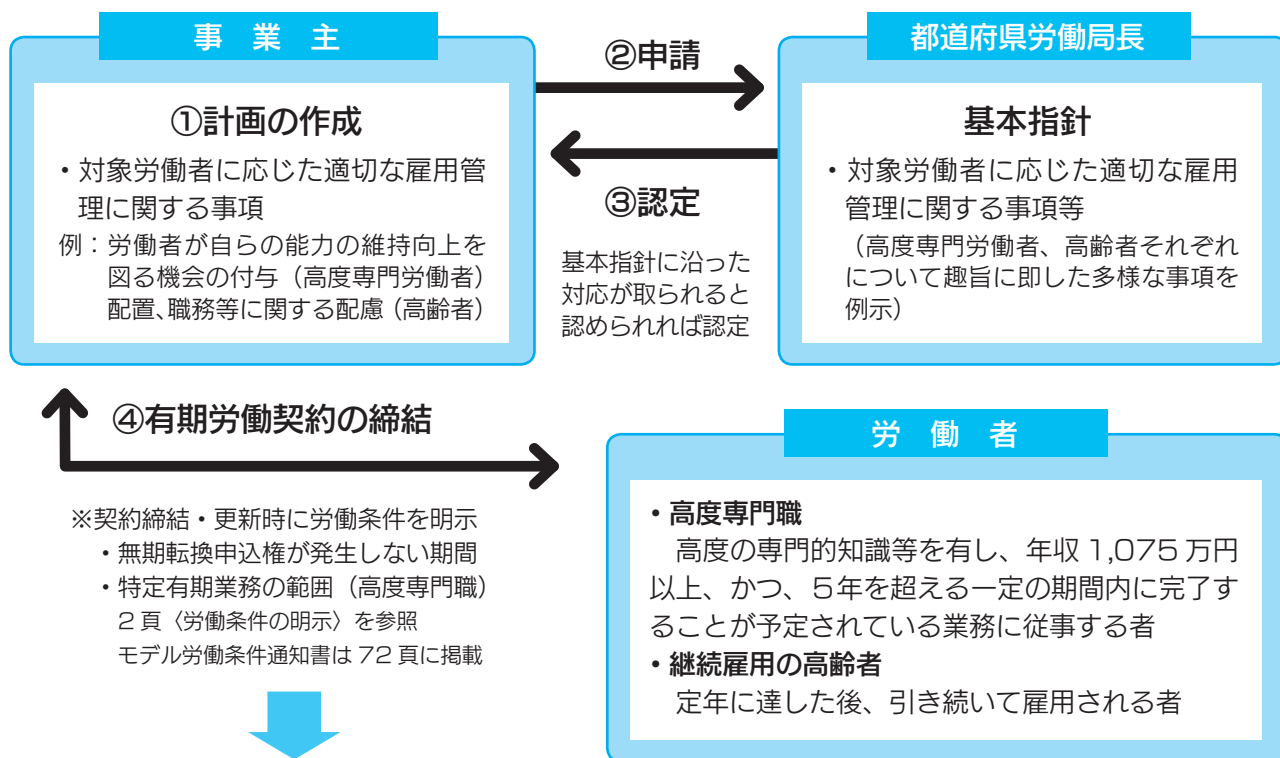 事業主
①計画の作成
・対象労働者に応じた適切な雇用管
理に関する事項
例：労働者が自らの能力の維持向上を
図る機会の付与（高度専門労働者）
配置、職務等に関する配慮（高齢者）
②申請
③認定
基本指針に沿った
対応が取られると
認められれば認定
都道府県労働局長
基本指針
・対象労働者に応じた適切な雇用
管理に関する事項等
（高度専門労働者、高齢者それぞれ
について趣旨に即した多様な事項を
例示）
④有期労働契約の締結
※契約締結・更新時に労働条件を明示
・無期転換申込権が発生しない期間
・特定有期業務の範囲（高度専門職）
2頁〈労働条件の明示〉を参照
モデル労働条件通知書は72頁に掲載
労働者
・高度専門職
高度の専門的知識等を有し、年収1,075万円
以上、かつ、5年を超える一定の期間内に完了す
ることが予定されている業務に従事する者
・継続雇用の高齢者
定年に達した後、引き続いて雇用される者